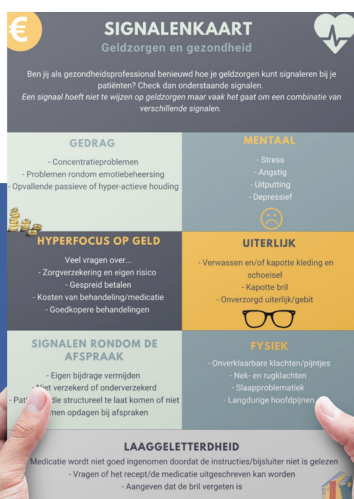 SIGNALENKAART
Geldzorgen en gezondheid
Ben jij als gezondheidsprofessional benieuwd hoe je geldzorgen kunt signaleren bij je
patiënten? Check dan onderstaande signalen.
Een signaal hoeft niet te wijzen op geldzorgen maar vaak het gaat om een combinatie van
verschillende signalen.
GEDRAG
- Concentratieproblemen
- Problemen rondom emotiebeheersing
- Opvallende passieve of hyper-actieve houding
MENTAAL
- Stress
- Angstig
- Uitputting
- Depressief
HYPERFOCUS OP GELD
Veel vragen over...
- Zorgverzekering en eigen risico
- Gespreid betalen
- Kosten van behandeling/medicatie
- Goedkopere behandelingen
UITERLIJK
- Verwassen en/of kapotte kleding en
schoeisel
- Kapotte bril
- Onverzorgd uiterlijk/gebit
SIGNALEN RONDOM DE
AFSPRAAK
- Eigen bijdrage vermijden
- Niet verzekerd of onderverzekerd
- die structureel te laat komen of niet
opdagen bij afspraken
FYSIEK
- Onverklaarbare klachten/pijntjes
- Nek- en rugklachten
- Slaapproblematiek
- Langdurige hoofdpijnen
LAAGGELETTERDHEID
Medicatie wordt niet goed ingenomen doordat de instructies/bijsluiter niet is gelezen
- Vragen of het recept/de medicatie uitgeschreven kan worden
- Aangeven dat de bril vergeten is